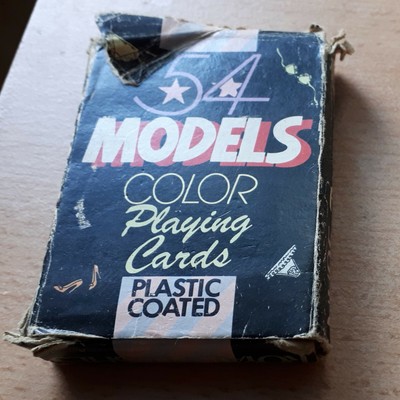 54
MODELS
COLOR
Playing
Cards
PLASTIC
COATED